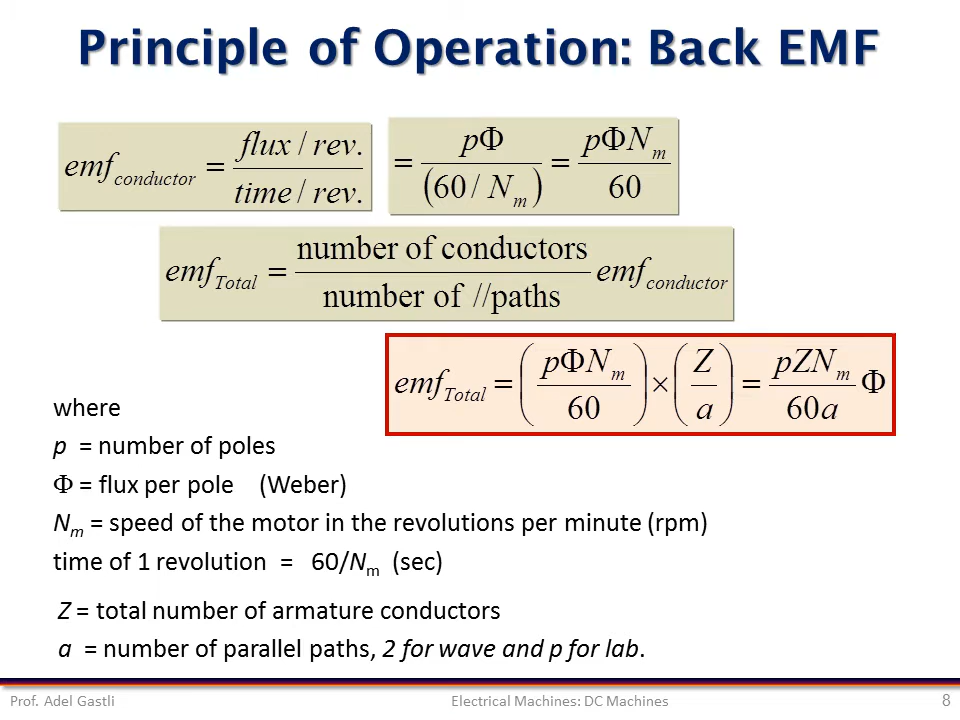 Principle of Operation: Back EMF
emf_conductor = (flux / rev.) / (time / rev.) = pΦ / (60 / N_m) = pΦN_m / 60
emf_Total = (number of conductors / number of //paths) emf_conductor
emf_Total = (pΦN_m / 60) × (Z / a) = (pZN_m / 60a) Φ
where
p = number of poles
Φ = flux per pole (Weber)
N_m = speed of the motor in the revolutions per minute (rpm)
time of 1 revolution = 60/N_m (sec)
Z = total number of armature conductors
a = number of parallel paths, 2 for wave and p for lab.
Prof. Adel Gastli Electrical Machines: DC Machines 8